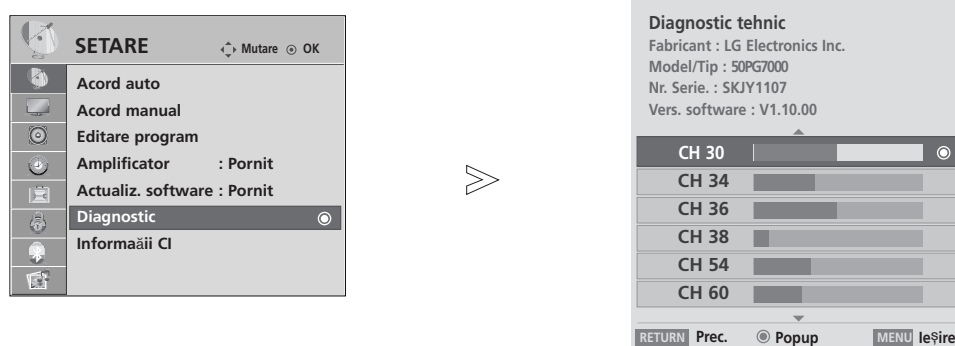 SETARE
Mutare OK
Acord auto
Acord manual
Editare program
Amplificator : Pornit
Actualiz. software : Pornit
Diagnostic
Informaăii CI
Diagnostic tehnic
Fabricant : LG Electronics Inc.
Model/Tip : 50PG7000
Nr. Serie. : SKJY1107
Vers. software : V1.10.00
CH 30
CH 34
CH 36
CH 38
CH 54
CH 60
RETURN Prec. Popup MENU Ieșire